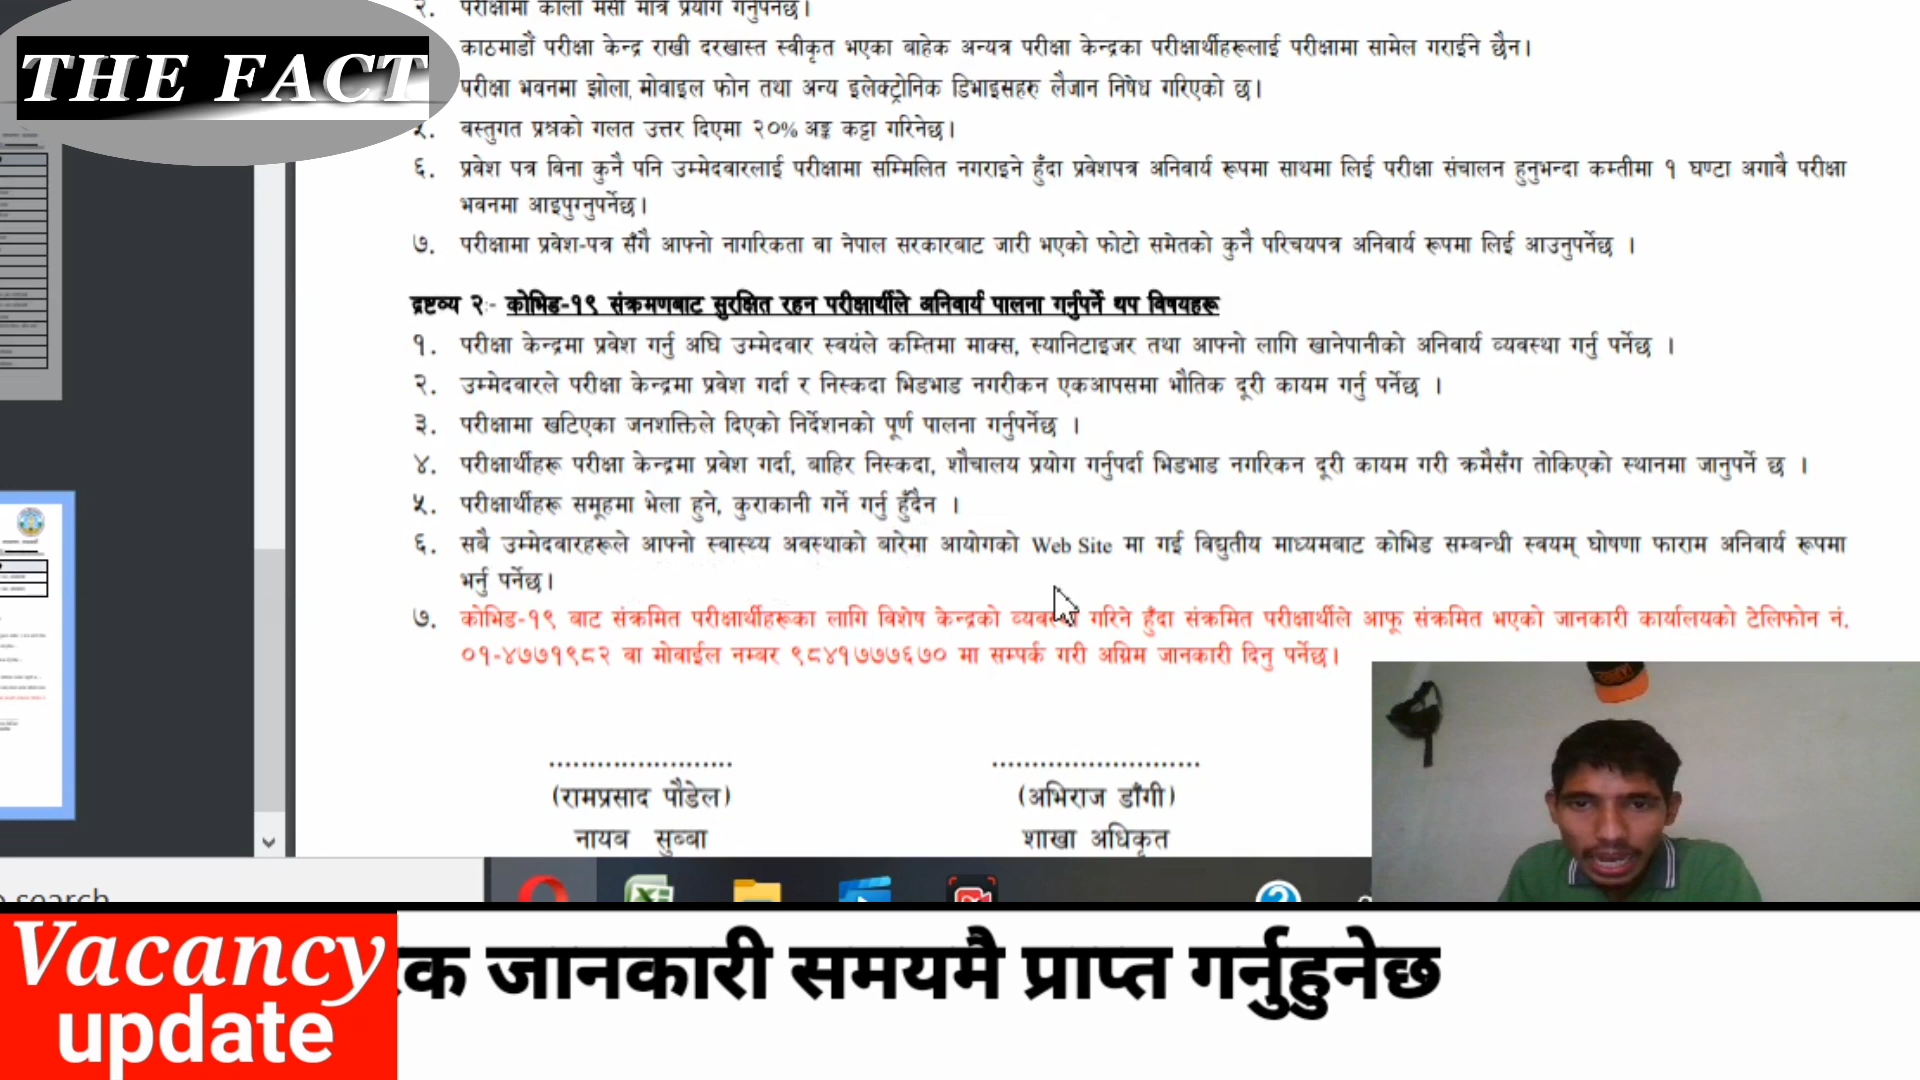 THE FACT
२. परीक्षामा कालो मसी मात्र प्रयोग गर्नुपर्नेछ।
काठमाडौं परीक्षा केन्द्र राखी दरखास्त स्वीकृत भएका बाहेक अन्यत्र परीक्षा केन्द्रका परीक्षार्थीहरूलाई परीक्षामा सामेल गराईने छैन।
परीक्षा भवनमा झोला, मोवाइल फोन तथा अन्य इलेक्ट्रोनिक डिभाइसहरु लैजान निषेध गरिएको छ।
५. वस्तुगत प्रश्नको गलत उत्तर दिएमा २०% अङ्क कट्टा गरिनेछ।
६. प्रवेश पत्र विना कुनै पनि उम्मेदवारलाई परीक्षामा सम्मिलित नगराइने हुँदा प्रवेशपत्र अनिवार्य रूपमा साथमा लिई परीक्षा संचालन हुनुभन्दा कम्तीमा १ घण्टा अगावै परीक्षा
भवनमा आइपुग्नुपर्नेछ।
७. परीक्षामा प्रवेश-पत्र सँगै आफ्नो नागरिकता वा नेपाल सरकारबाट जारी भएको फोटो समेतको कुनै परिचयपत्र अनिवार्य रूपमा लिई आउनुपर्नेछ ।
द्रष्टव्य २:- कोभिड-१९ संक्रमणबाट सुरक्षित रहन परीक्षार्थीले अनिवार्य पालना गर्नुपर्ने थप विषयहरू
१. परीक्षा केन्द्रमा प्रवेश गर्नु अघि उम्मेदवार स्वयंले कम्तिमा माक्स, स्यानिटाइजर तथा आफ्नो लागि खानेपानीको अनिवार्य व्यवस्था गर्नु पर्नेछ ।
२. उम्मेदवारले परीक्षा केन्द्रमा प्रवेश गर्दा र निस्कदा भिडभाड नगरीकन एकआपसमा भौतिक दूरी कायम गर्नु पर्नेछ ।
३. परीक्षामा खटिएका जनशक्तिले दिएको निर्देशनको पूर्ण पालना गर्नुपर्नेछ ।
४. परीक्षार्थीहरू परीक्षा केन्द्रमा प्रवेश गर्दा, बाहिर निस्कदा, शौचालय प्रयोग गर्नुपर्दा भिडभाड नगरिकन दूरी कायम गरी क्रमैसँग तोकिएको स्थानमा जानुपर्ने छ ।
५. परीक्षार्थीहरू समूहमा भेला हुने, कुराकानी गर्ने गर्नु हुँदैन ।
६. सबै उम्मेदवारहरूले आफ्नो स्वास्थ्य अवस्थाको बारेमा आयोगको Web Site मा गई विद्युतीय माध्यमबाट कोभिड सम्बन्धी स्वयम् घोषणा फाराम अनिवार्य रूपमा
भर्नु पर्नेछ।
७. कोभिड-१९ बाट संक्रमित परीक्षार्थीहरूका लागि विशेष केन्द्रको व्यवस्था गरिने हुँदा संक्रमित परीक्षार्थीले आफू संक्रमित भएको जानकारी कार्यालयको टेलिफोन नं.
०१-४७७१९८२ वा मोवाईल नम्बर ९८४१७७७६७० मा सम्पर्क गरी अग्रिम जानकारी दिनु पर्नेछ।
(रामप्रसाद पौडेल) (अभिराज डाँगी)
नायब सुब्बा शाखा अधिकृत
search
Vacancy
update
जानकारी समयमै प्राप्त गर्नुहुनेछ